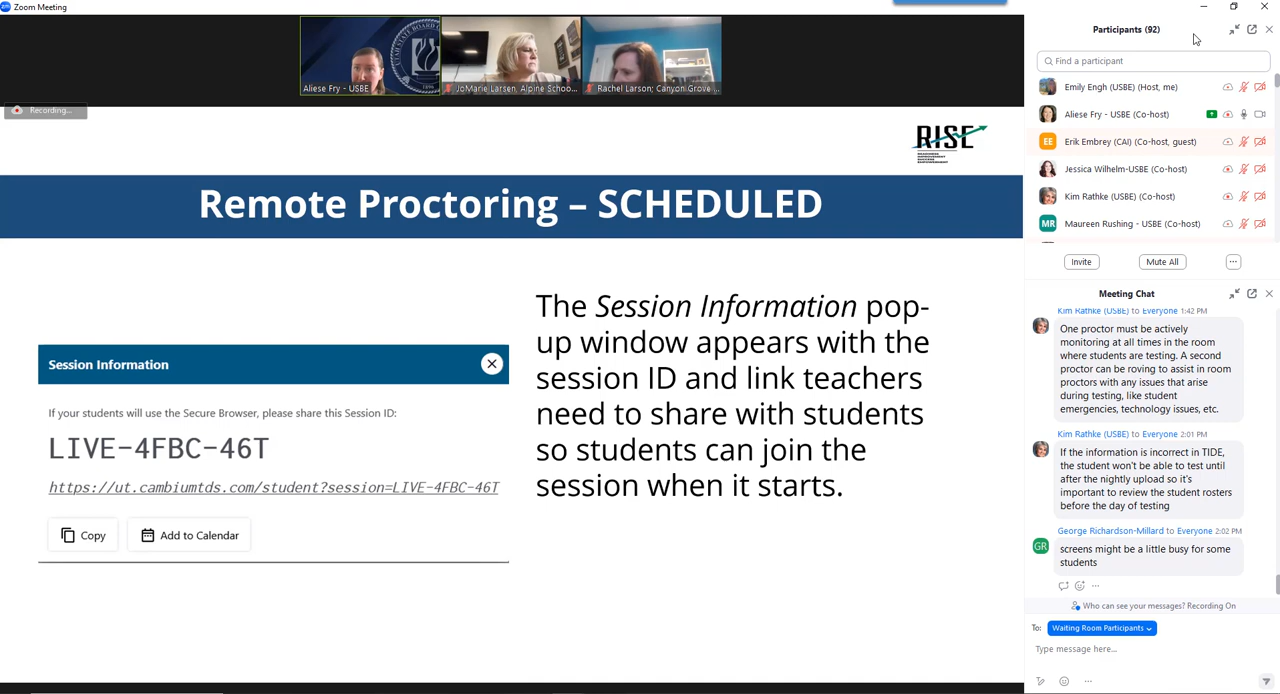 Zoom Meeting
Aliese Fry - USBE
JoMarie Larsen, Alpine Schoo...
Rachel Larson; Canyon Grove ...
Recording...
RISE
Remote Proctoring – SCHEDULED
The Session Information pop-
up window appears with the
session ID and link teachers
need to share with students
so students can join the
session when it starts.
Session Information
If your students will use the Secure Browser, please share this Session ID:
LIVE-4FBC-46T
https://ut.cambiumtds.com/student?session=LIVE-4FBC-46T
Copy
Add to Calendar
Participants (92)
Find a participant
Emily Engh (USBE) (Host, me)
Aliese Fry - USBE (Co-host)
EE
Erik Embrey (CAI) (Co-host, guest)
Jessica Wilhelm-USBE (Co-host)
Kim Rathke (USBE) (Co-host)
MR
Maureen Rushing - USBE (Co-host)
Invite
Mute All
Meeting Chat
Kim Rathke (USBE) to Everyone 1:42 PM
One proctor must be actively
monitoring at all times in the room
where students are testing. A second
proctor can be roving to assist in room
proctors with any issues that arise
during testing, like student
emergencies, technology issues, etc.
Kim Rathke (USBE) to Everyone 2:01 PM
If the information is incorrect in TIDE,
the student won't be able to test until
after the nightly upload so it's
important to review the student rosters
before the day of testing
George Richardson-Millard to Everyone 2:02 PM
GR
screens might be a little busy for some
students
Who can see your messages? Recording On
To: Waiting Room Participants
Type message here...